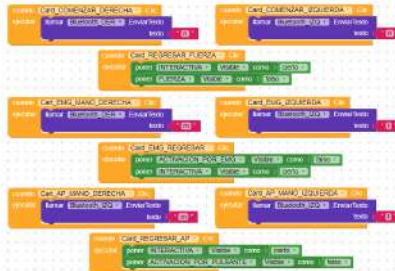 cuando Card_COMENZAR_DERECHA Clic
ejecutar llamar Bluetooth_DER EnviarTexto
texto
cuando Card_COMENZAR_IZQUIERDA Clic
ejecutar llamar Bluetooth_IZQ EnviarTexto
texto
cuando Card_REGRESAR_FUERZA Clic
ejecutar poner INTERACTIVA Visible como cierto
poner FUERZA Visible como falso
cuando Card_EMG_MANO_DERECHA Clic
ejecutar llamar Bluetooth_DER EnviarTexto
texto
cuando Card_EMG_IZQUIERDA Clic
ejecutar llamar Bluetooth_IZQ EnviarTexto
texto
cuando Card_EMG_REGRESAR Clic
ejecutar poner ACTIVACION_POR_EMG Visible como falso
poner INTERACTIVA Visible como cierto
cuando Card_AP_MANO_DERECHA Clic
ejecutar llamar Bluetooth_DER EnviarTexto
texto
cuando Card_AP_MANO_IZQUIERDA Clic
ejecutar llamar Bluetooth_IZQ EnviarTexto
texto
cuando Card_REGRESAR_AP Clic
ejecutar poner INTERACTIVA Visible como cierto
poner ACTIVACION_POR_PULSANTE Visible como falso